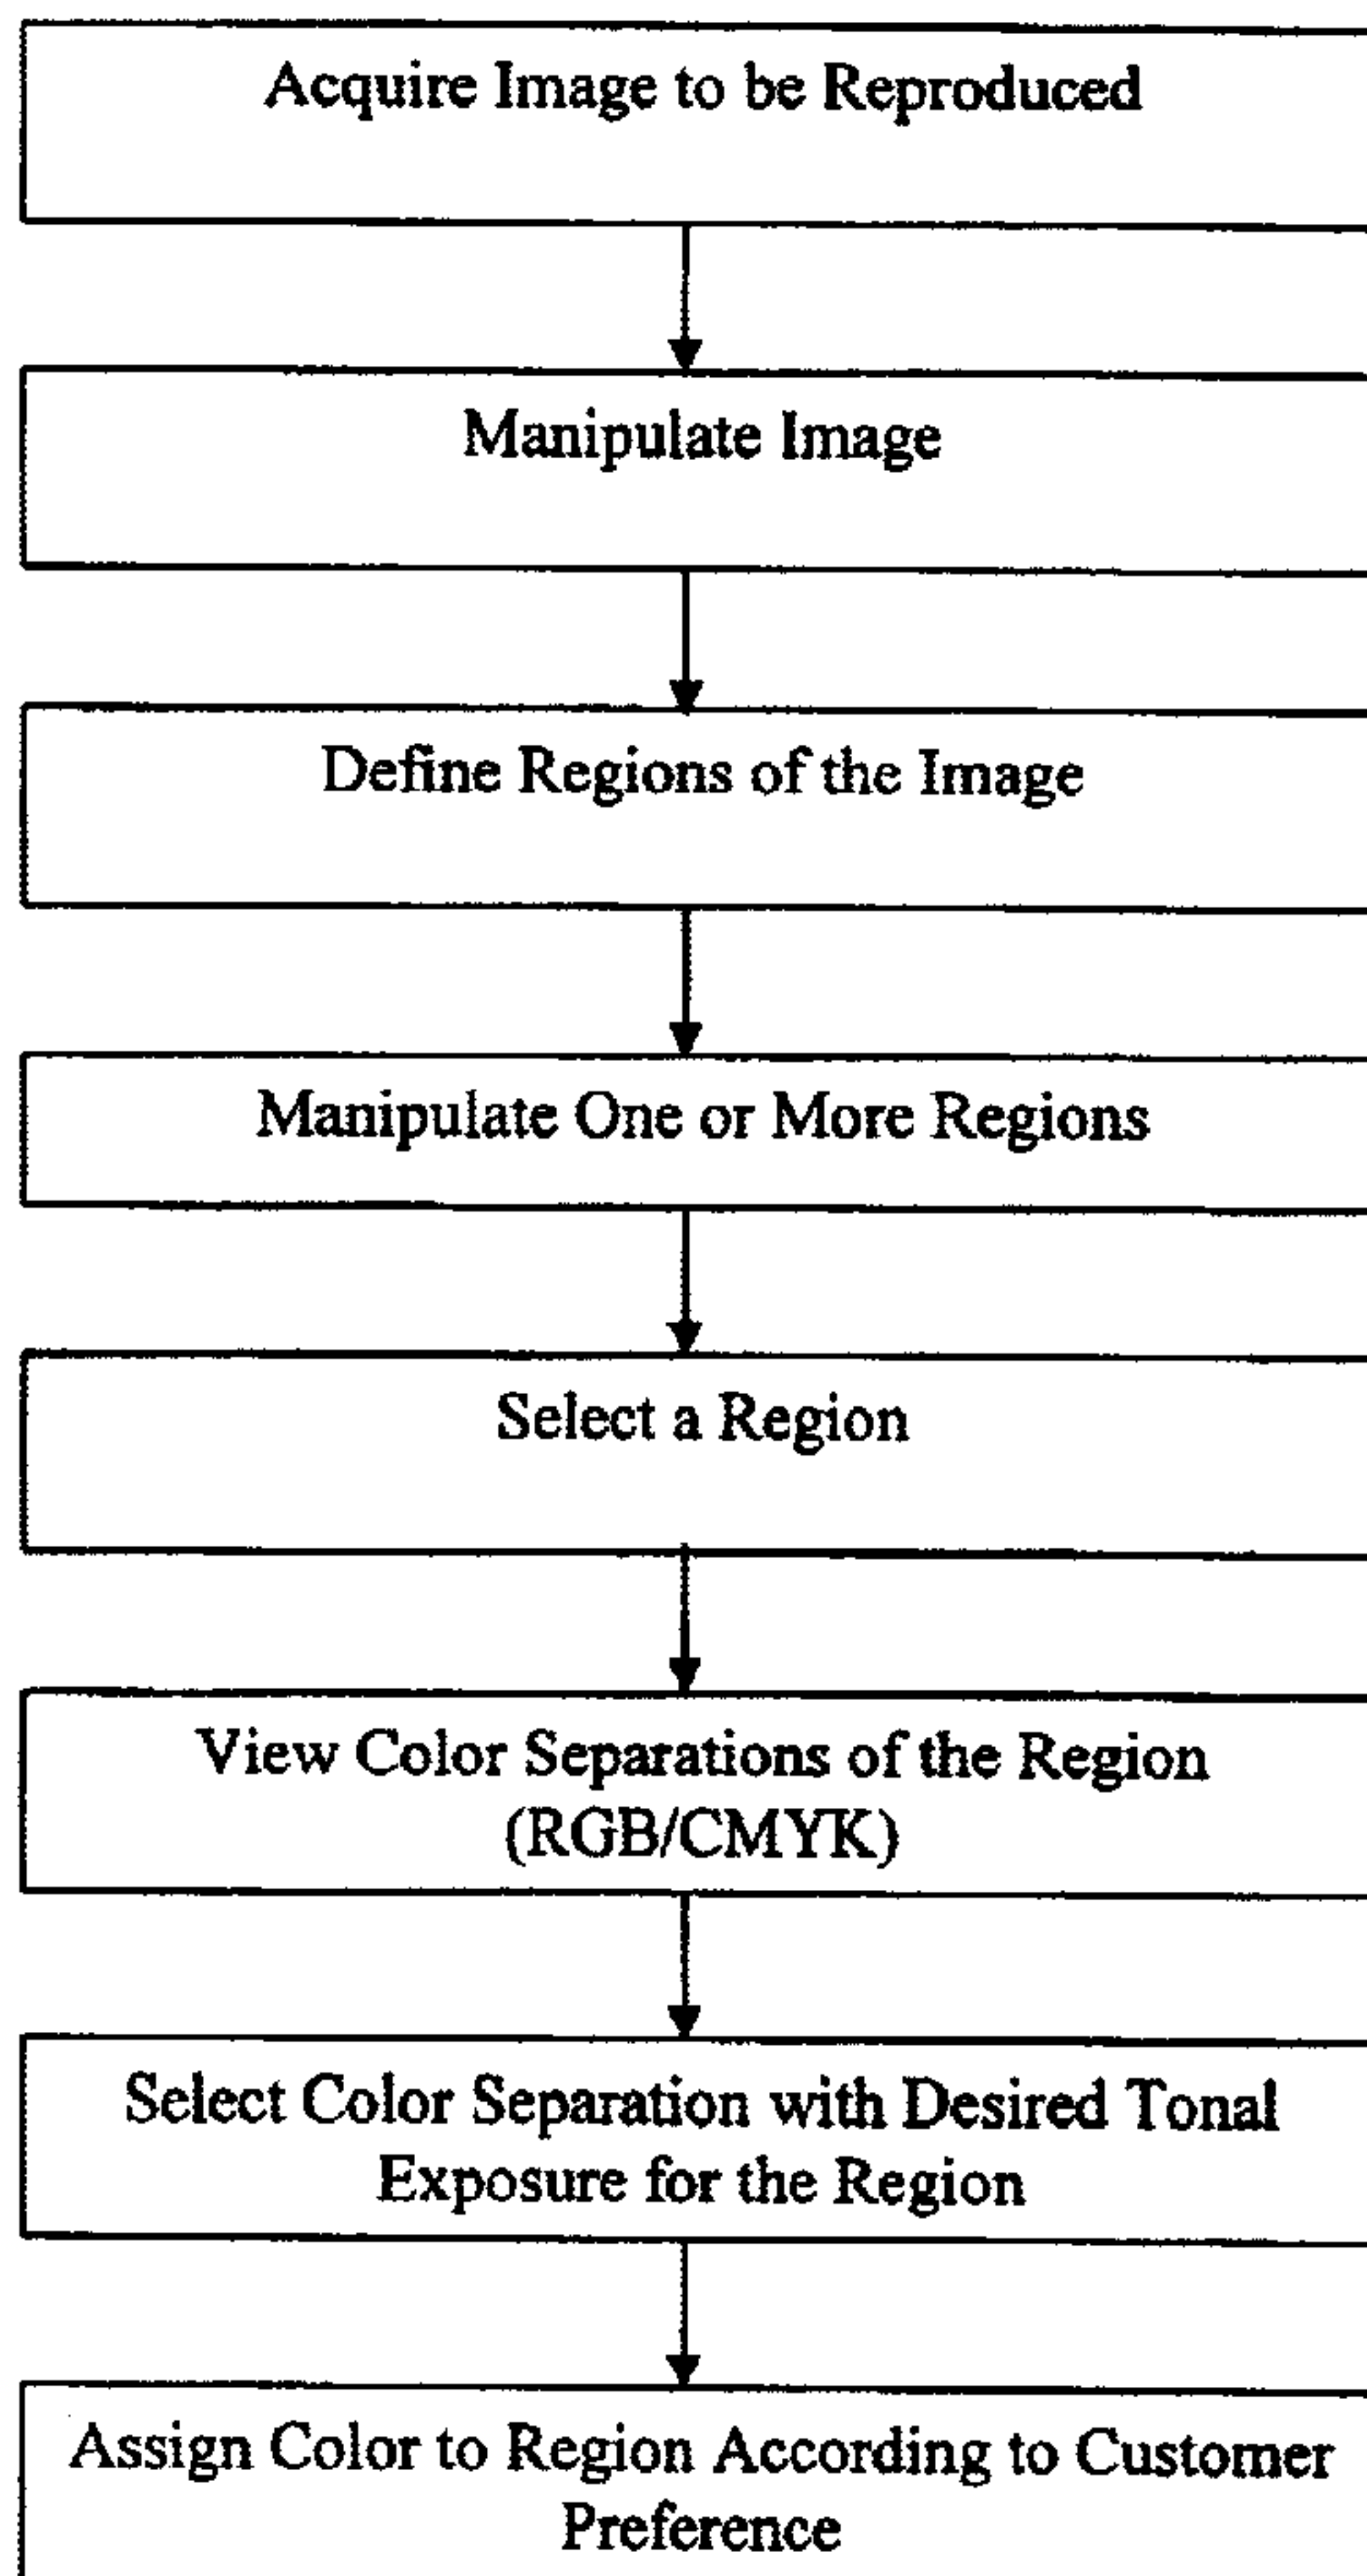 Acquire Image to be Reproduced
Manipulate Image
Define Regions of the Image
Manipulate One or More Regions
Select a Region
View Color Separations of the Region
(RGB/CMYK)
Select Color Separation with Desired Tonal
Exposure for the Region
Assign Color to Region According to Customer
Preference